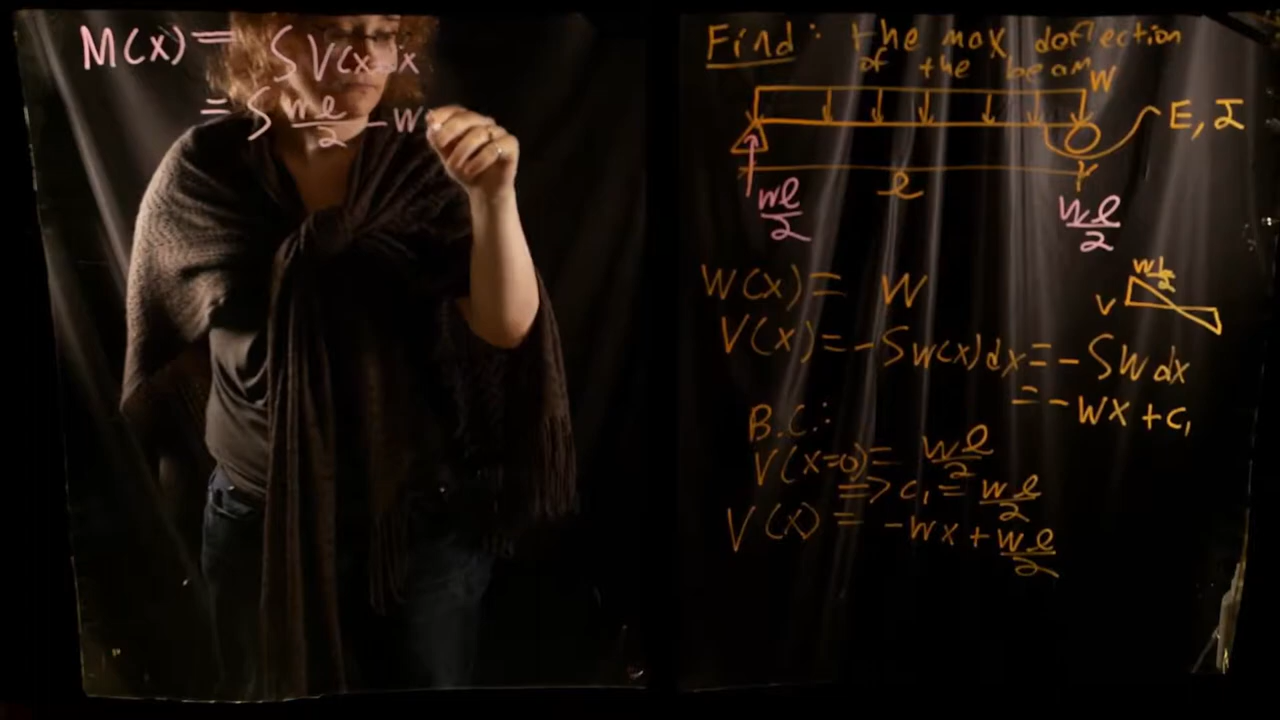 M(x) = ∫V(x)dx
= ∫ wl/2 - w
Find: the max deflection
of the beam
W
E, I
l
wl/2
wl/2
W(x) = W
wl/2
V
V(x) = -∫w(x)dx = -∫w dx
= -wx + c₁
B.C.:
V(x=0) = wl/2
=> c₁ = wl/2
V(x) = -wx + wl/2